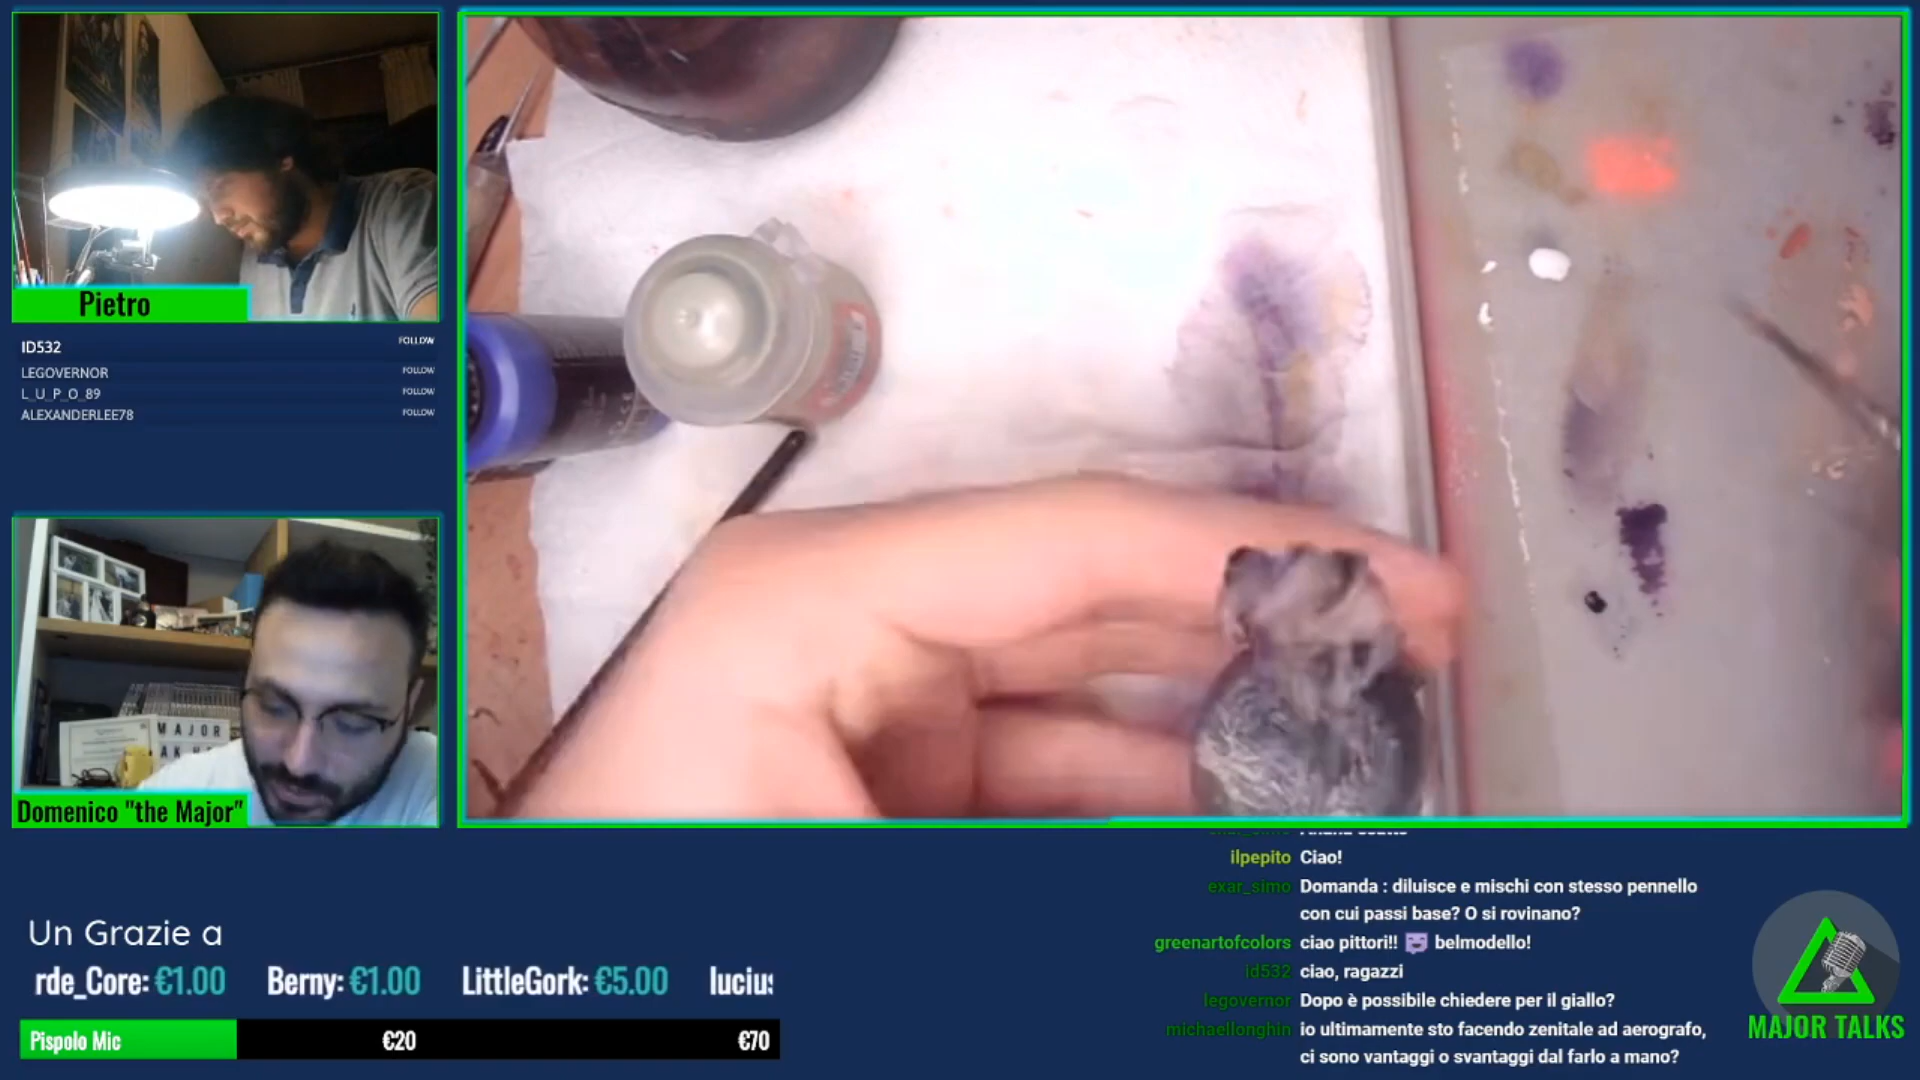 Pietro
ID532 FOLLOW
LEGOVERNOR FOLLOW
L_U_P_O_89 FOLLOW
ALEXANDERLEE78 FOLLOW
MAJOR
Domenico "the Major"
Un Grazie a
rde_Core: €1.00 Berny: €1.00 LittleGork: €5.00 lucius
Pispolo Mic €20 €70
ilpepito Ciao!
exar_simo Domanda : diluisce e mischi con stesso pennello
con cui passi base? O si rovinano?
greenartofcolors ciao pittori!! belmodello!
id532 ciao, ragazzi
legovernor Dopo è possibile chiedere per il giallo?
michaellonghin io ultimamente sto facendo zenitale ad aerografo,
ci sono vantaggi o svantaggi dal farlo a mano?
MAJOR TALKS